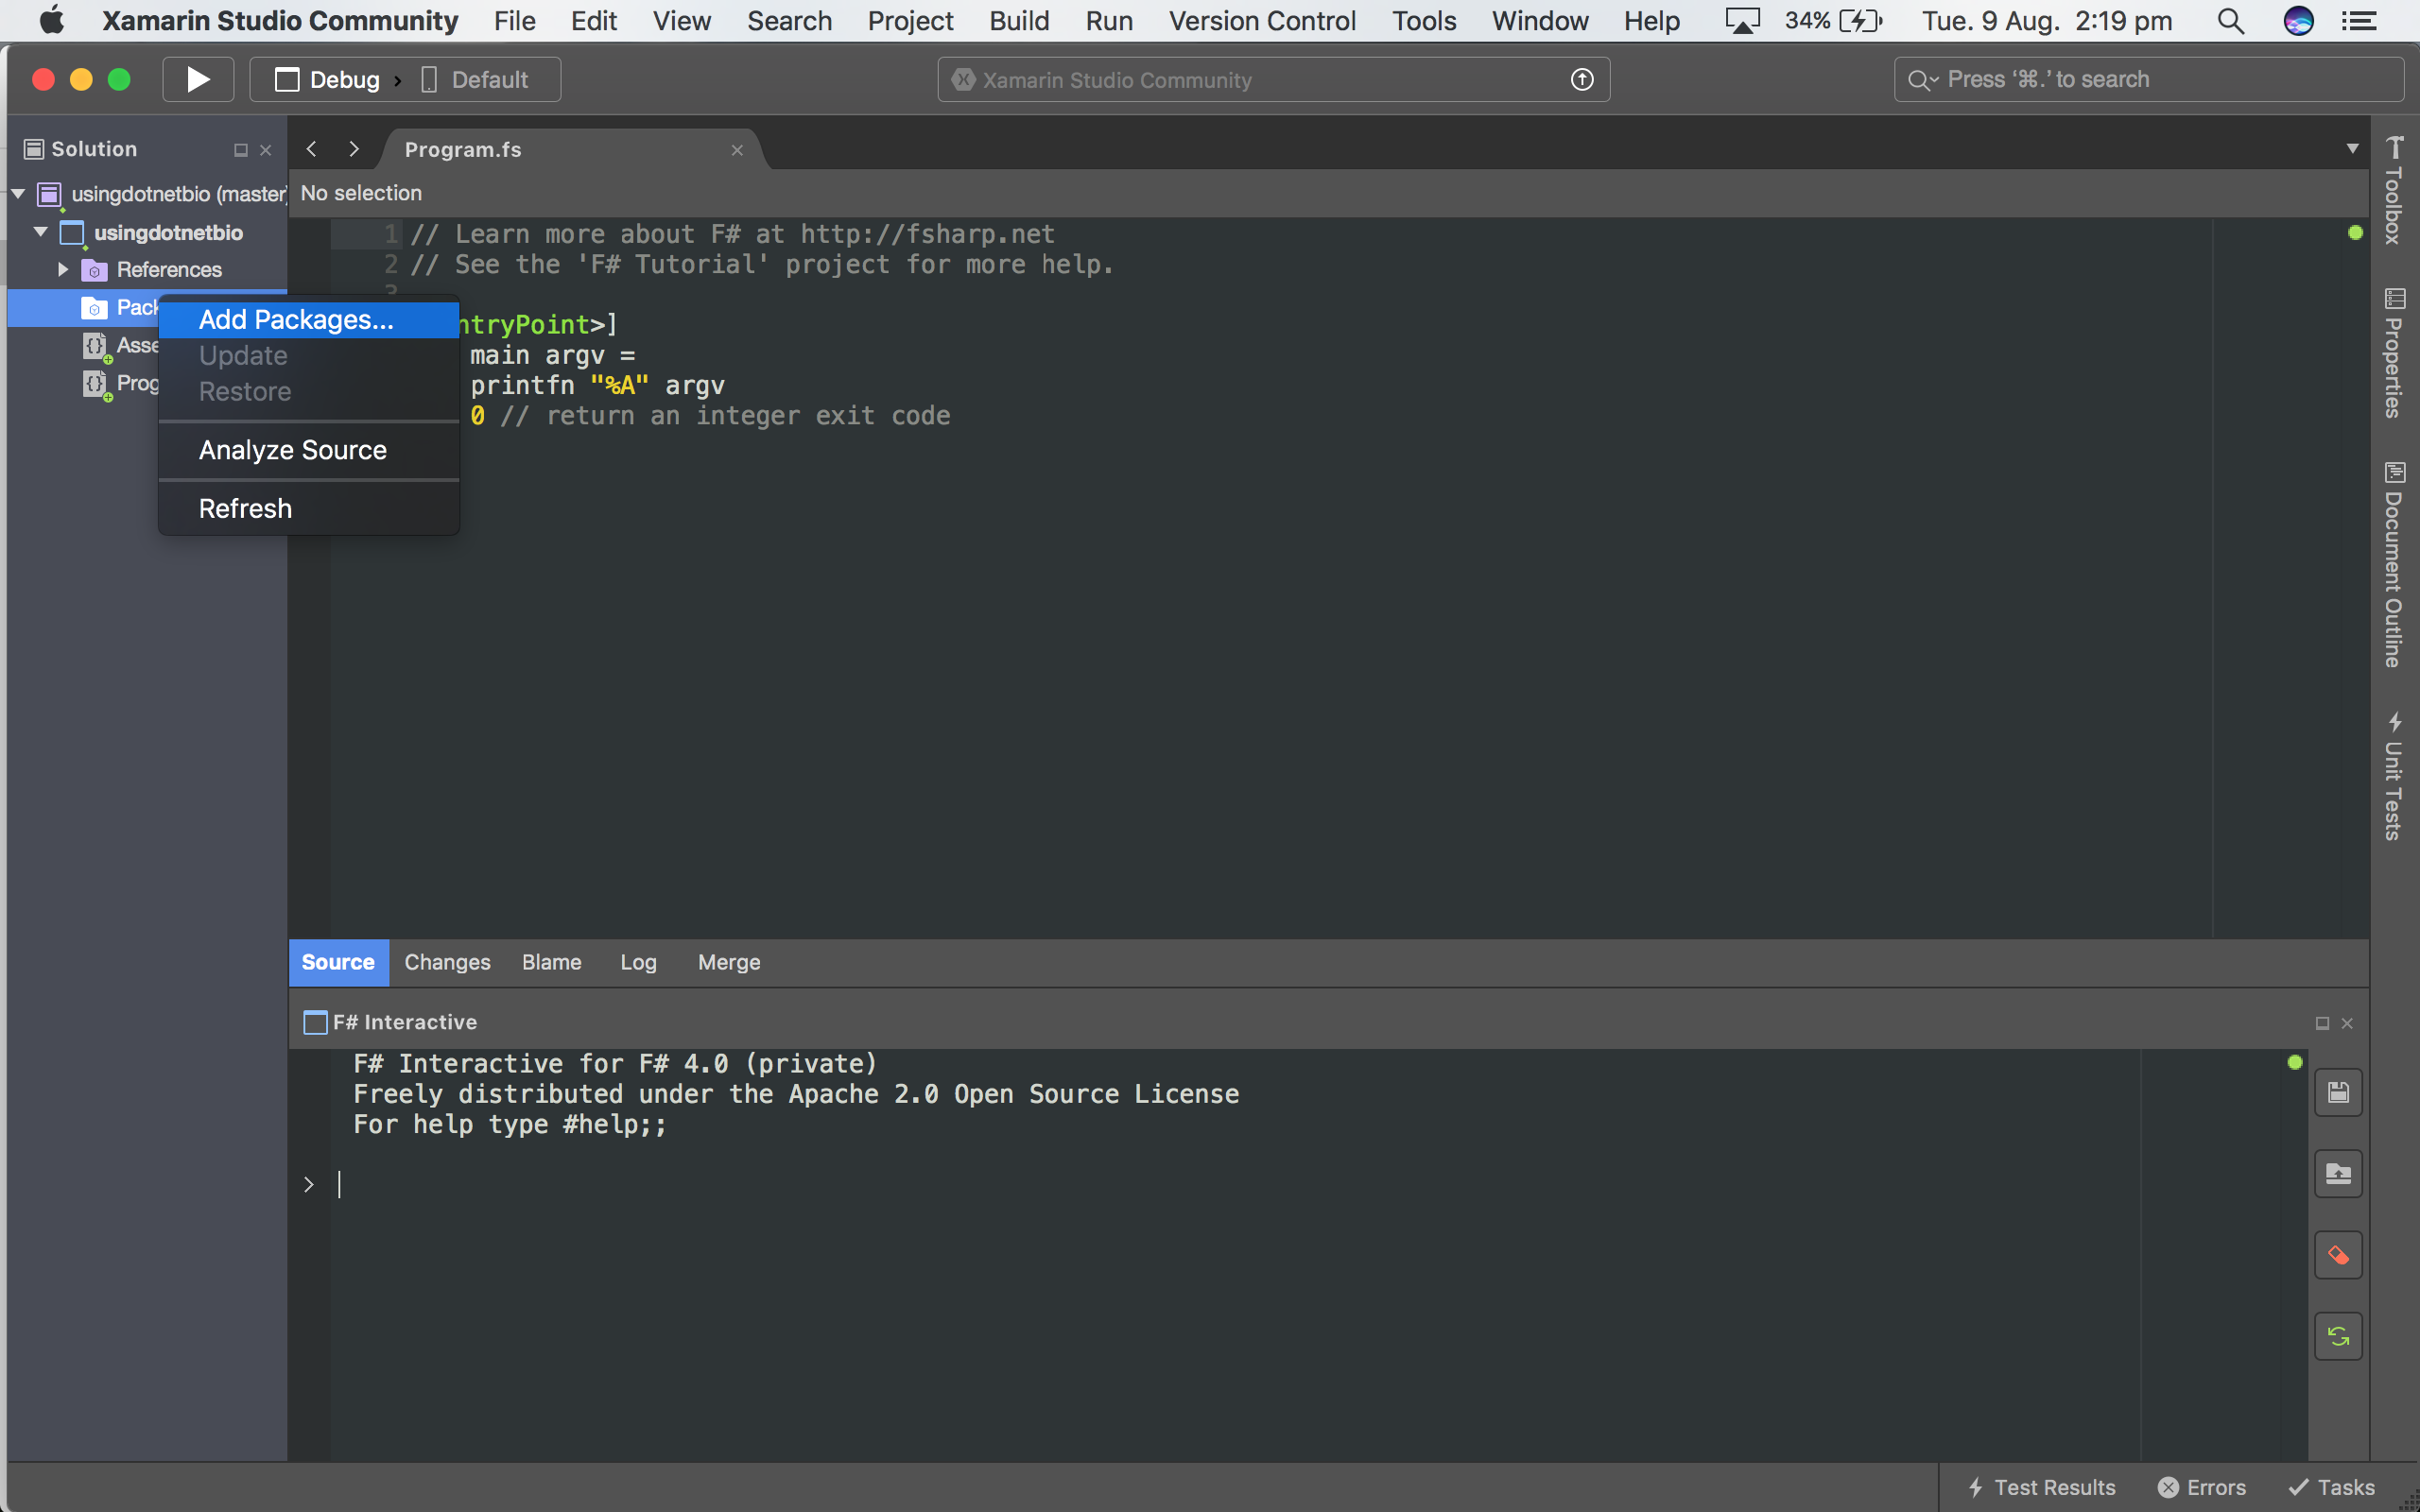 Xamarin Studio Community File Edit View Search Project Build Run Version Control Tools Window Help 34% Tue. 9 Aug. 2:19 pm
Debug › Default
Xamarin Studio Community
Press ‘⌘.’ to search
Solution
usingdotnetbio (master)
usingdotnetbio
References
Pack
Asse
Prog
Add Packages...
Update
Restore
Analyze Source
Refresh
Program.fs
No selection
1 // Learn more about F# at http://fsharp.net
2 // See the 'F# Tutorial' project for more help.
3
ntryPoint>]
main argv =
printfn "%A" argv
0 // return an integer exit code
Source Changes Blame Log Merge
F# Interactive
F# Interactive for F# 4.0 (private)
Freely distributed under the Apache 2.0 Open Source License
For help type #help;;
>
Toolbox
Properties
Document Outline
Unit Tests
Test Results Errors Tasks